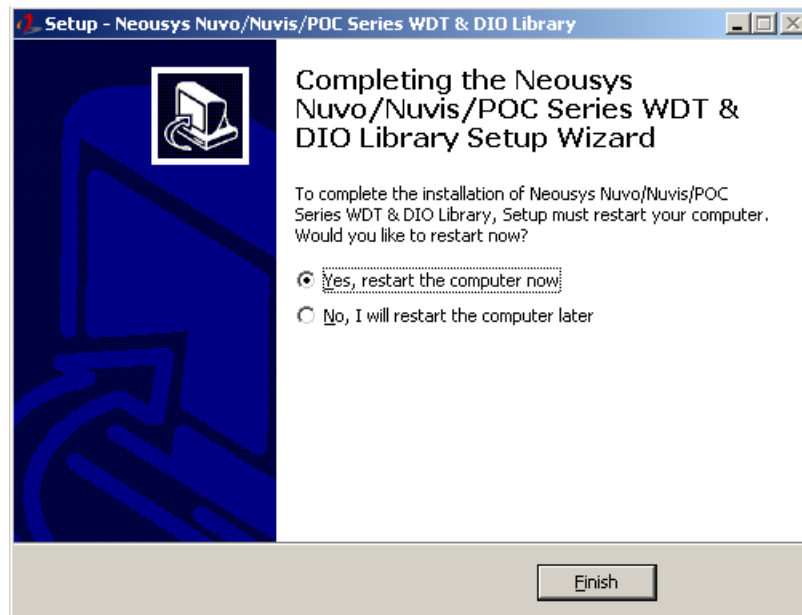 Setup - Neousys Nuvo/Nuvis/POC Series WDT & DIO Library
Completing the Neousys
Nuvo/Nuvis/POC Series WDT &
DIO Library Setup Wizard
To complete the installation of Neousys Nuvo/Nuvis/POC
Series WDT & DIO Library, Setup must restart your computer.
Would you like to restart now?
Yes, restart the computer now
No, I will restart the computer later
Finish